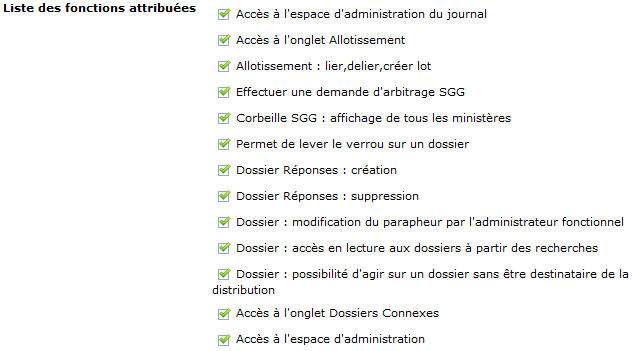 Liste des fonctions attribuées
Accès à l'espace d'administration du journal
Accès à l'onglet Allotissement
Allotissement : lier,delier,créer lot
Effectuer une demande d'arbitrage SGG
Corbeille SGG : affichage de tous les ministères
Permet de lever le verrou sur un dossier
Dossier Réponses : création
Dossier Réponses : suppression
Dossier : modification du parapheur par l'administrateur fonctionnel
Dossier : accès en lecture aux dossiers à partir des recherches
Dossier : possibilité d'agir sur un dossier sans être destinataire de la
distribution
Accès à l'onglet Dossiers Connexes
Accès à l'espace d'administration